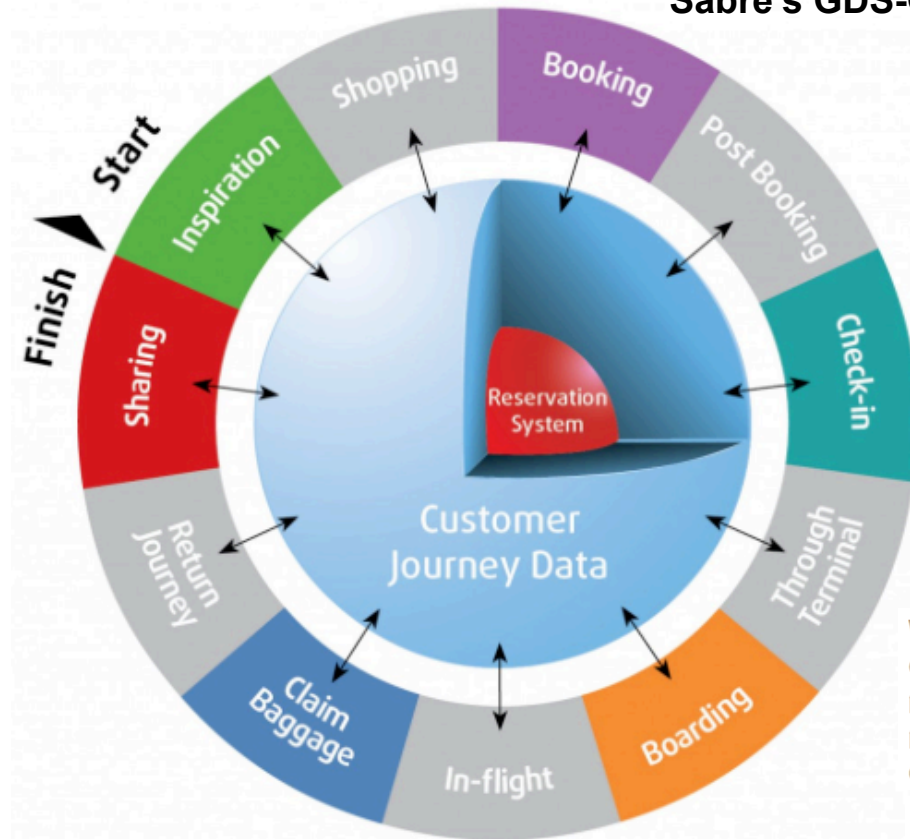 Sabre's GDS-
Start
Finish
Inspiration
Shopping
Booking
Post Booking
Check-in
Through
Terminal
Boarding
In-flight
Claim
Baggage
Return
Journey
Sharing
Reservation
System
Customer
Journey Data